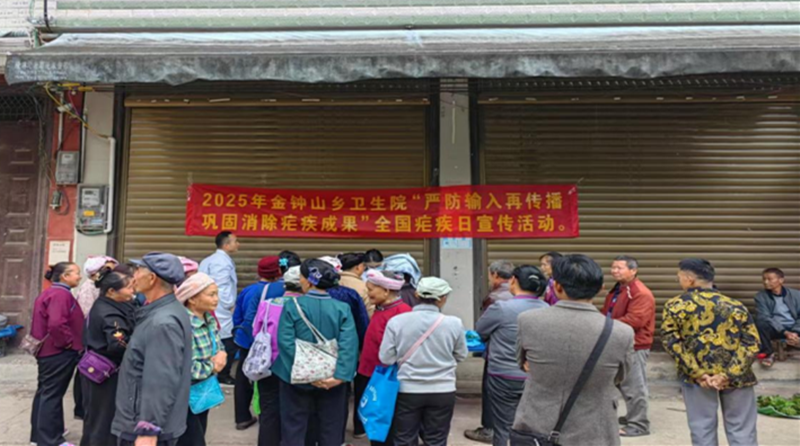 2025年金钟山乡卫生院“严防输入再传播
巩固消除疟疾成果”全国疟疾日宣传活动。